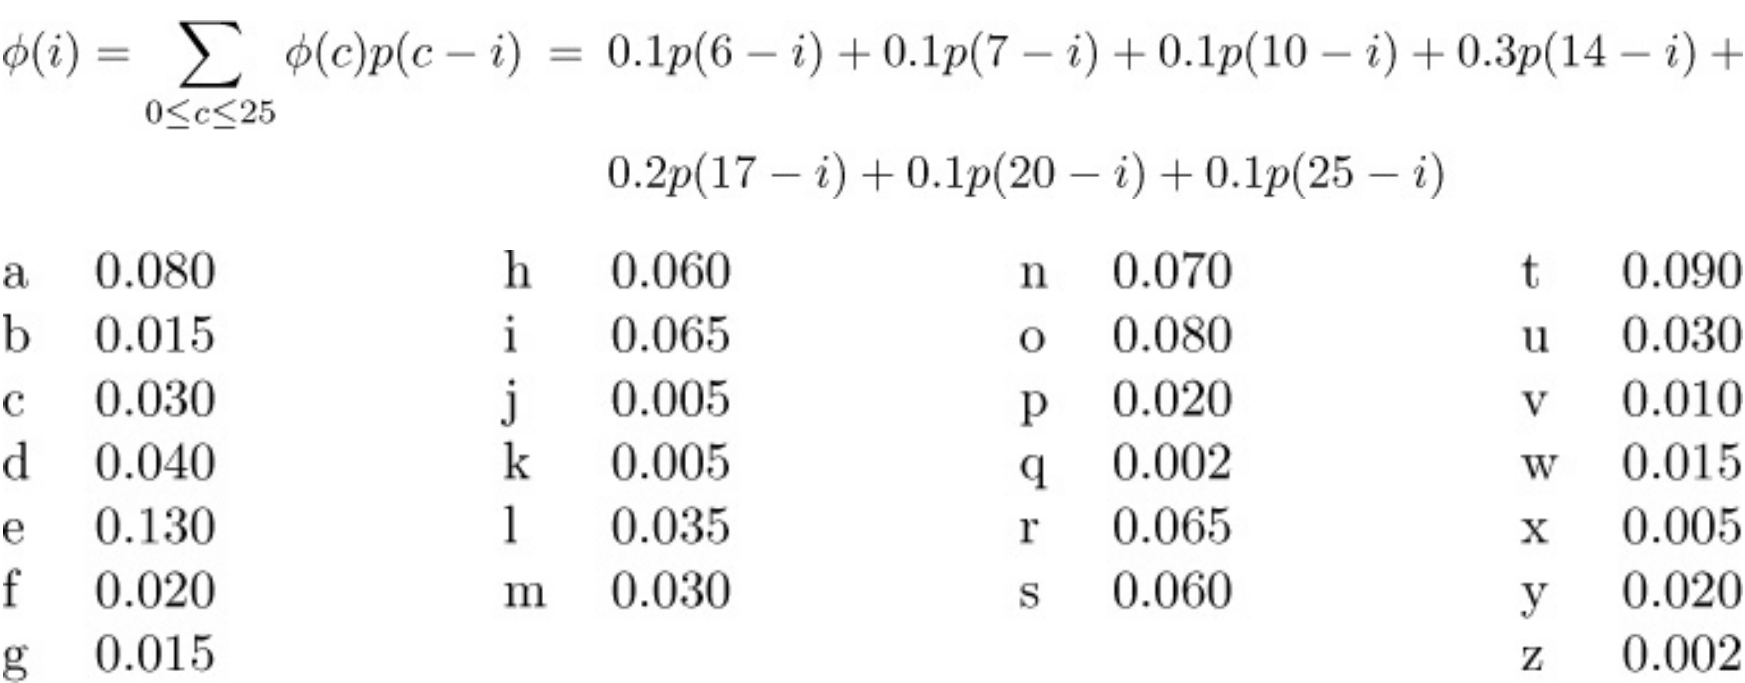 ϕ(i) = ∑ ϕ(c)p(c − i) = 0.1p(6 − i) + 0.1p(7 − i) + 0.1p(10 − i) + 0.3p(14 − i) +
0≤c≤25
0.2p(17 − i) + 0.1p(20 − i) + 0.1p(25 − i)
a 0.080 h 0.060 n 0.070 t 0.090
b 0.015 i 0.065 o 0.080 u 0.030
c 0.030 j 0.005 p 0.020 v 0.010
d 0.040 k 0.005 q 0.002 w 0.015
e 0.130 l 0.035 r 0.065 x 0.005
f 0.020 m 0.030 s 0.060 y 0.020
g 0.015 z 0.002